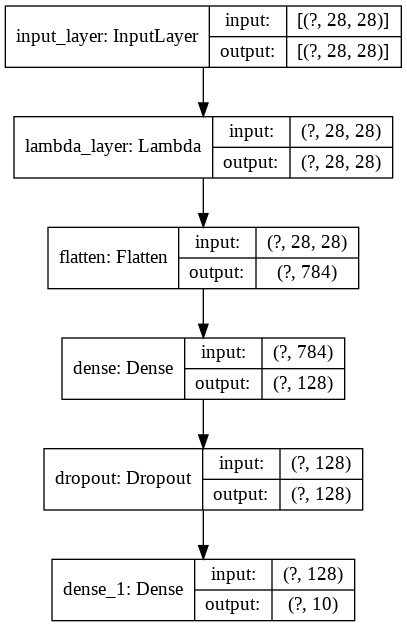 input_layer: InputLayer
input: [(?, 28, 28)]
output: [(?, 28, 28)]
lambda_layer: Lambda
input: (?, 28, 28)
output: (?, 28, 28)
flatten: Flatten
input: (?, 28, 28)
output: (?, 784)
dense: Dense
input: (?, 784)
output: (?, 128)
dropout: Dropout
input: (?, 128)
output: (?, 128)
dense_1: Dense
input: (?, 128)
output: (?, 10)